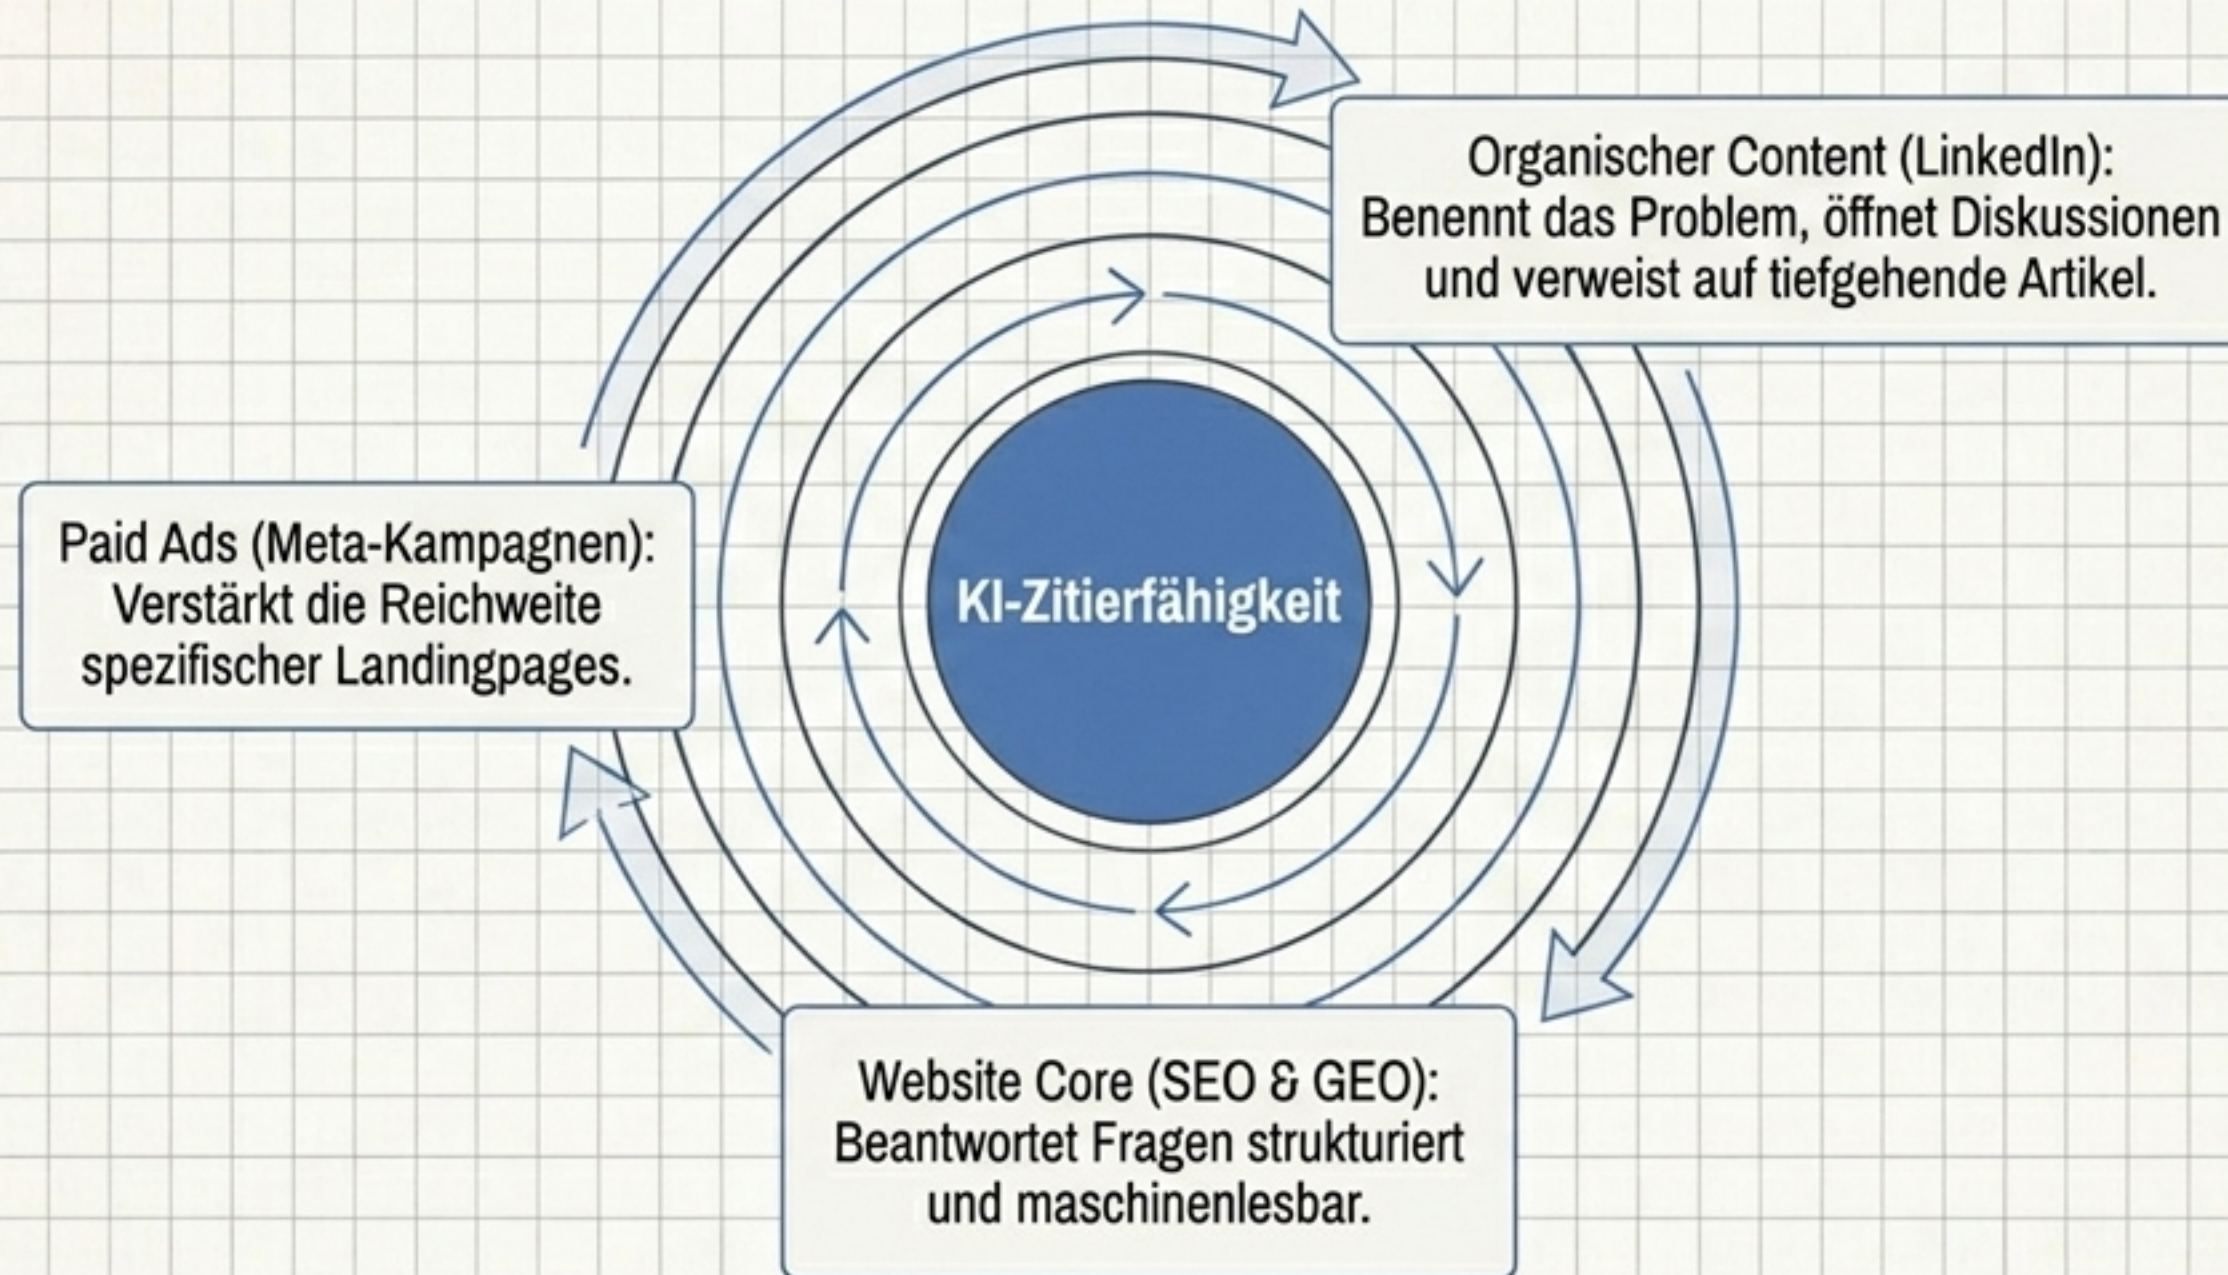 Organischer Content (LinkedIn):
Benennt das Problem, öffnet Diskussionen
und verweist auf tiefgehende Artikel.
Paid Ads (Meta-Kampagnen):
Verstärkt die Reichweite
spezifischer Landingpages.
KI-Zitierfähigkeit
Website Core (SEO & GEO):
Beantwortet Fragen strukturiert
und maschinenlesbar.